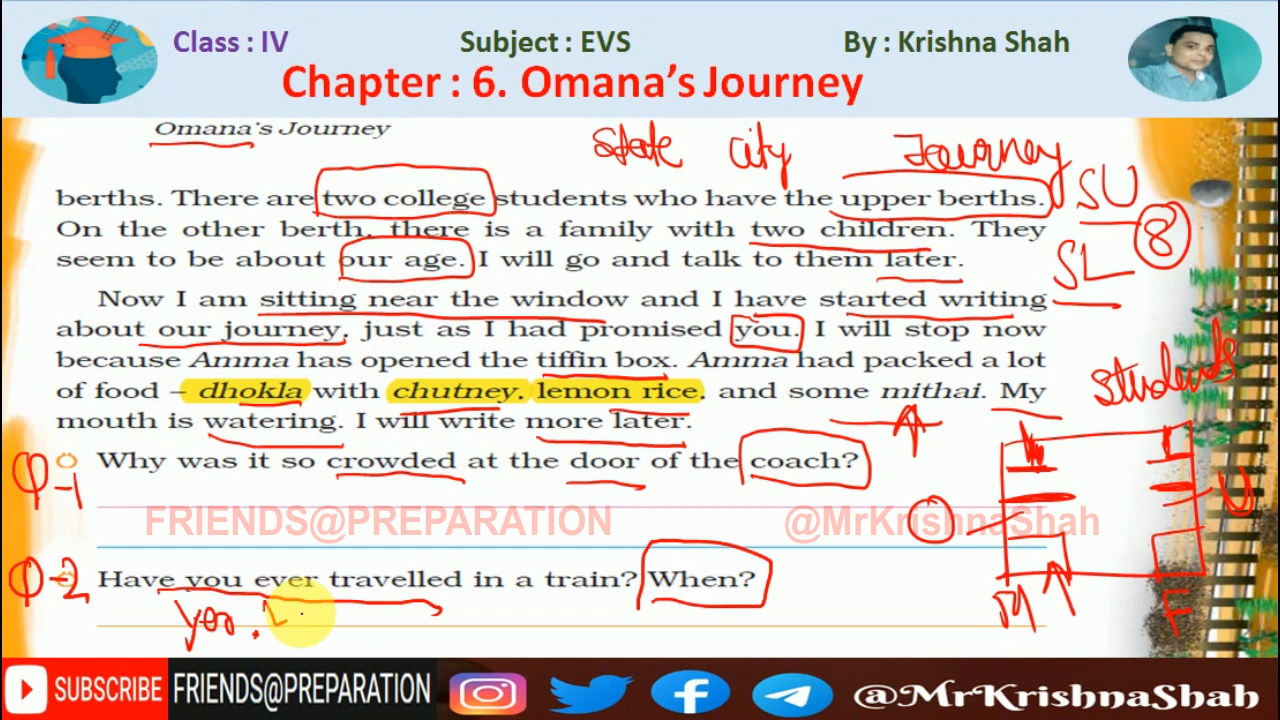 Class : IV Subject : EVS By : Krishna Shah
Chapter : 6. Omana's Journey
Omana's Journey
State city Journey
berths. There are two college students who have the upper berths.
SU
On the other berth, there is a family with two children. They
8
seem to be about our age. I will go and talk to them later.
SL
Now I am sitting near the window and I have started writing
about our journey, just as I had promised you. I will stop now
because Amma has opened the tiffin box. Amma had packed a lot
students
of food – dhokla with chutney, lemon rice, and some mithai. My
mouth is watering. I will write more later.
Q-1 Why was it so crowded at the door of the coach?
U
FRIENDS@PREPARATION @MrKrishnaShah
Q-2 Have you ever travelled in a train? When?
yes. I
F
SUBSCRIBE FRIENDS@PREPARATION @MrKrishnaShah